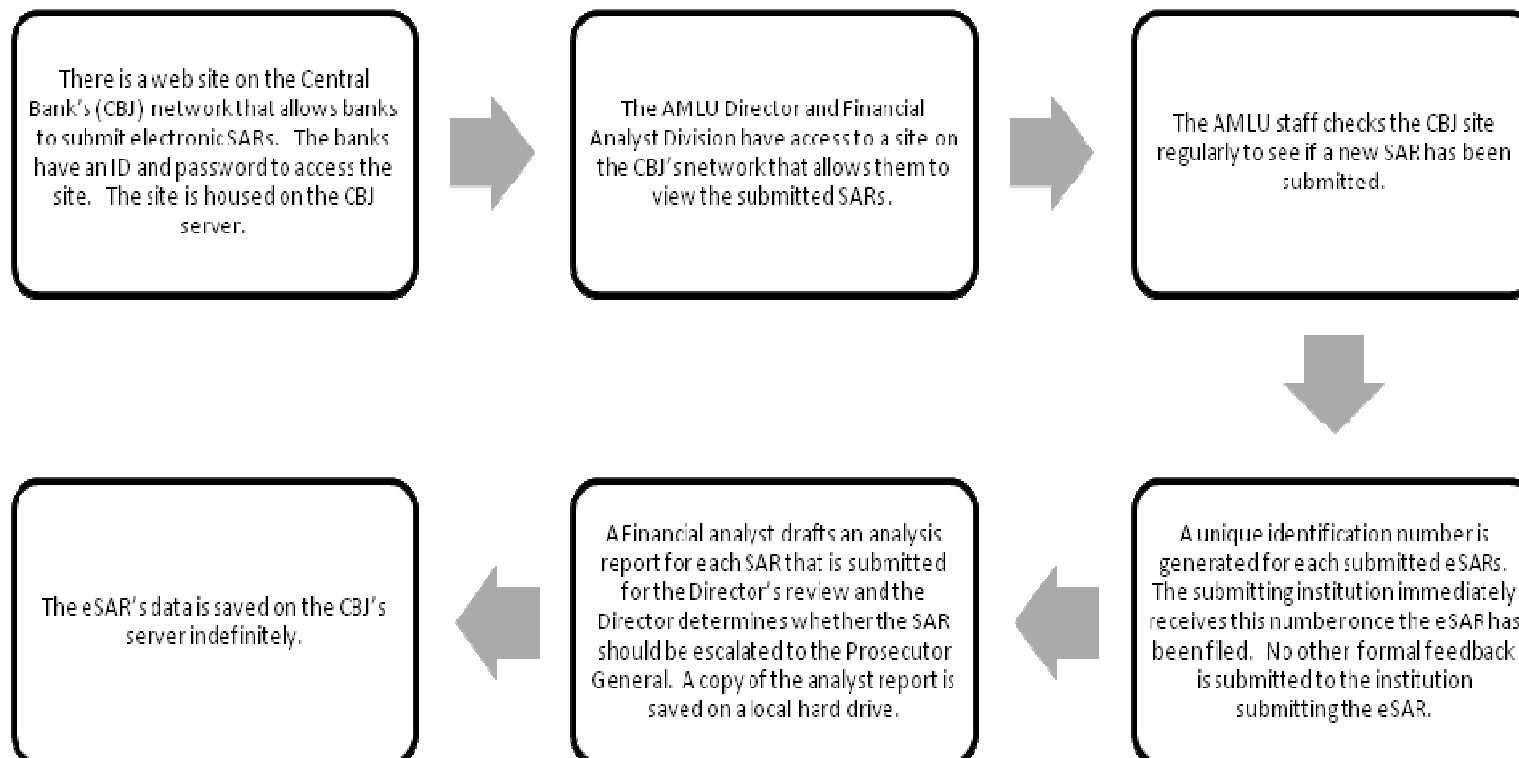 There is a web site on the Central
Bank's (CBJ) network that allows banks
to submit electronic SARs. The banks
have an ID and password to access the
site. The site is housed on the CBJ
server.
The AMLU Director and Financial
Analyst Division have access to a site on
the CBJ's network that allows them to
view the submitted SARs.
The AMLU staff checks the CBJ site
regularly to see if a new SAR has been
submitted.
A unique identification number is
generated for each submitted eSARs.
The submitting institution immediately
receives this number once the eSAR has
been filed. No other formal feedback
is submitted to the institution
submitting the eSAR.
A Financial analyst drafts an analysis
report for each SAR that is submitted
for the Director's review and the
Director determines whether the SAR
should be escalated to the Prosecutor
General. A copy of the analyst report is
saved on a local hard drive.
The eSAR's data is saved on the CBJ's
server indefinitely.